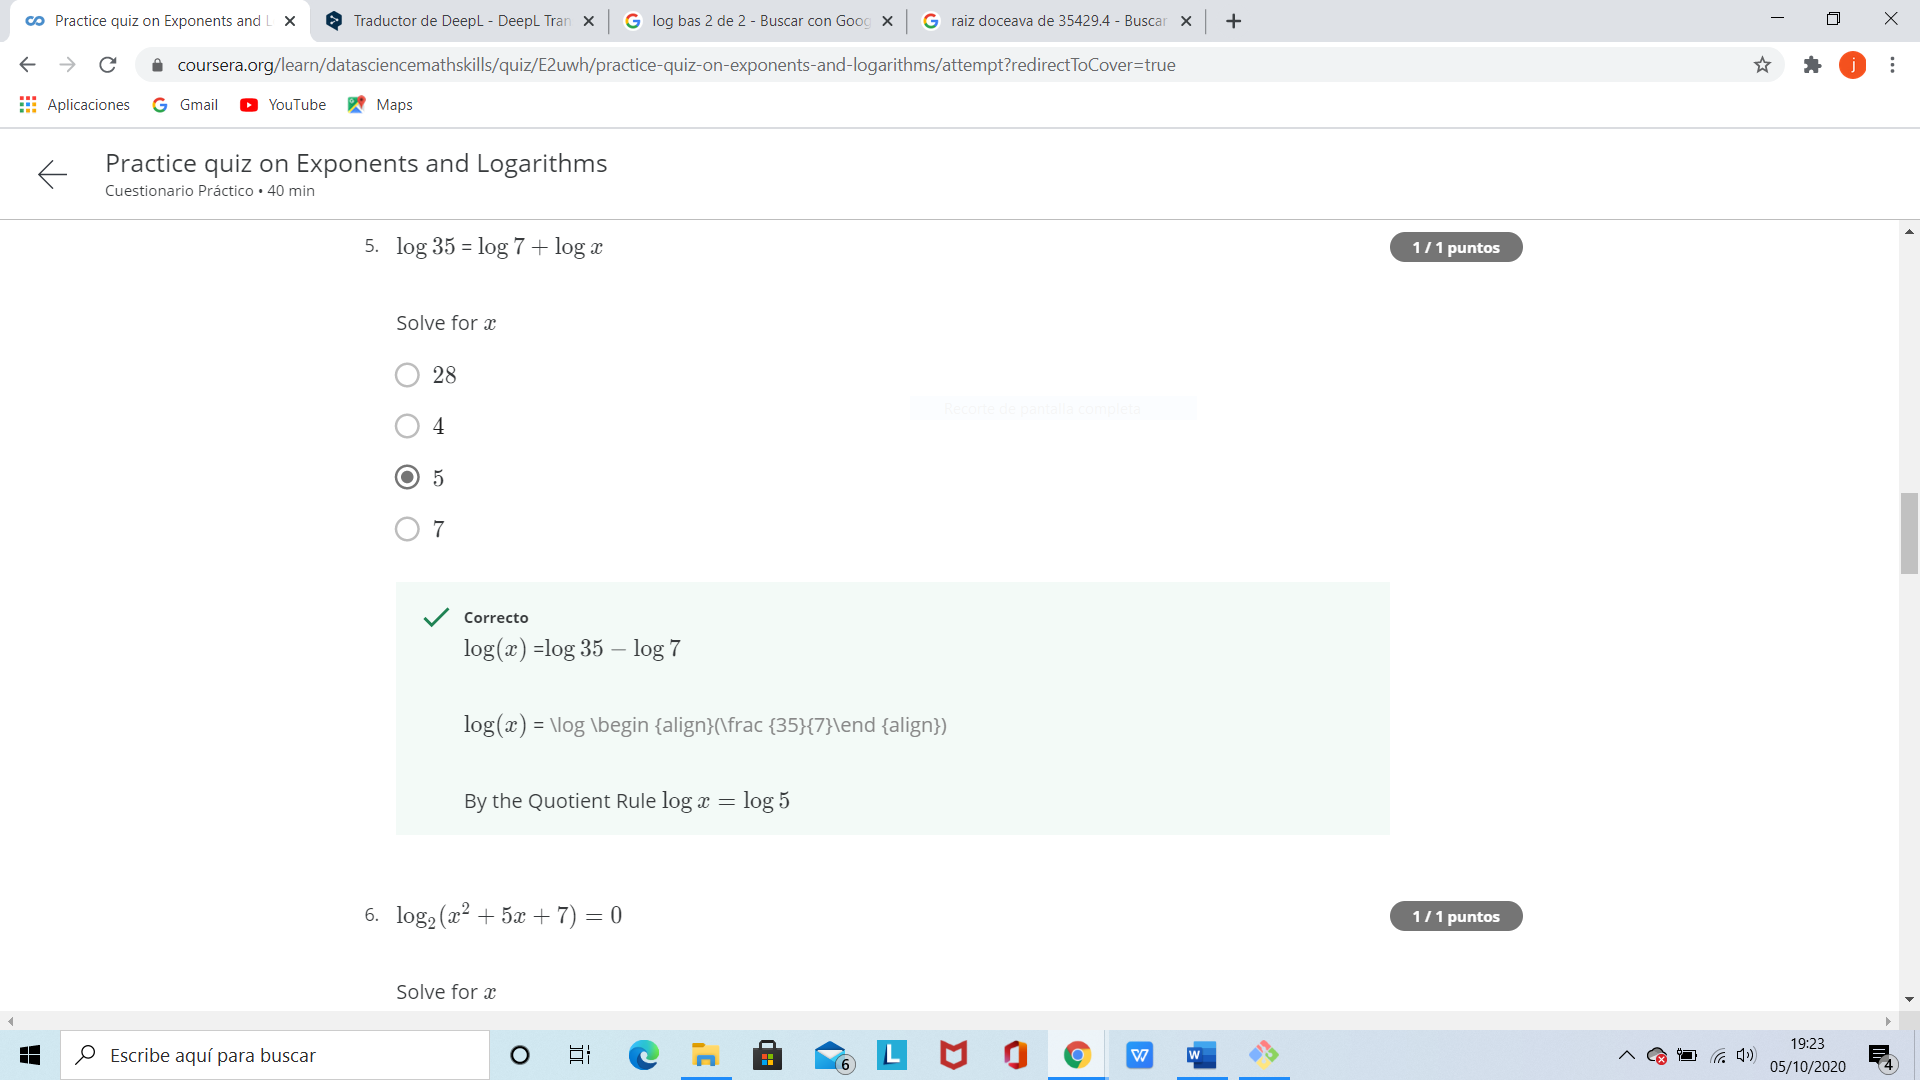 Practice quiz on Exponents and L
Traductor de DeepL - DeepL Tran
log bas 2 de 2 - Buscar con Goog
raiz doceava de 35429.4 - Buscar
coursera.org/learn/datasciencemathskills/quiz/E2uwh/practice-quiz-on-exponents-and-logarithms/attempt?redirectToCover=true
j
Aplicaciones
Gmail
YouTube
Maps
Practice quiz on Exponents and Logarithms
Cuestionario Práctico • 40 min
5. log 35 = log 7 + log x
1 / 1 puntos
Solve for x
28
Recorte de pantalla completa
4
5
7
Correcto
log(x) =log 35 − log 7
log(x) = \log \begin {align}(\frac {35}{7}\end {align})
By the Quotient Rule log x = log 5
6. log₂(x² + 5x + 7) = 0
1 / 1 puntos
Solve for x
Escribe aquí para buscar
6
L
W
W
19:23
05/10/2020
4